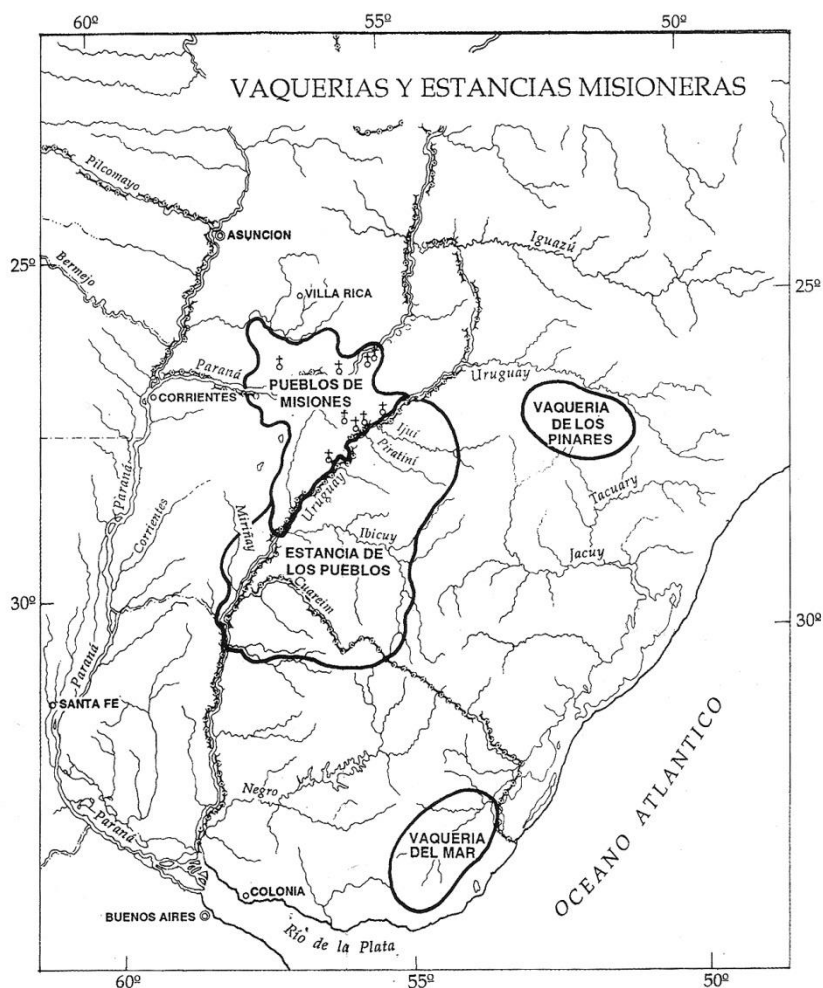 60º 55º 50º
VAQUERIAS Y ESTANCIAS MISIONERAS
Pilcomayo
ASUNCION
Iguazú
Bermejo
25º
25º
VILLA RICA
Paraná
Uruguay
PUEBLOS DE
MISIONES
CORRIENTES
VAQUERIA
DE LOS
PINARES
Ijuí
Piratiní
Paraná
Corrientes
Miriñay
Uruguay
Tacuary
Ibicuy
ESTANCIA DE
LOS PUEBLOS
Jacuy
Cuareim
30º
30º
Paraná
SANTA FE
OCEANO ATLANTICO
Negro
Paraná
VAQUERIA
DEL MAR
COLONIA
BUENOS AIRES
Río de la Plata
60º 55º 50º